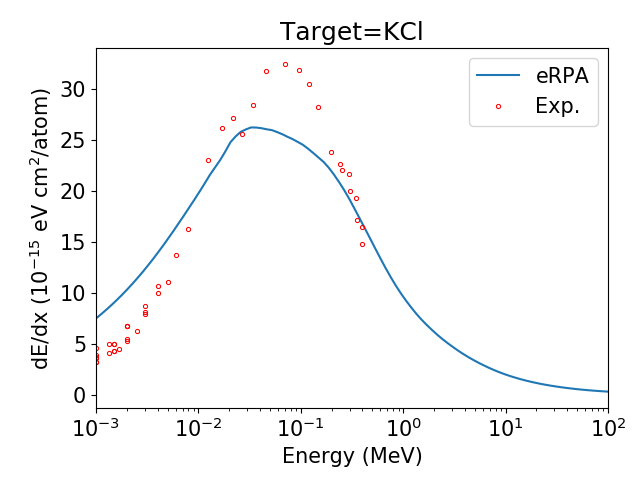 Target=KCl
eRPA
Exp.
dE/dx (10⁻¹⁵ eV cm²/atom)
30
25
20
15
10
5
0
10⁻³ 10⁻² 10⁻¹ 10⁰ 10¹ 10²
Energy (MeV)